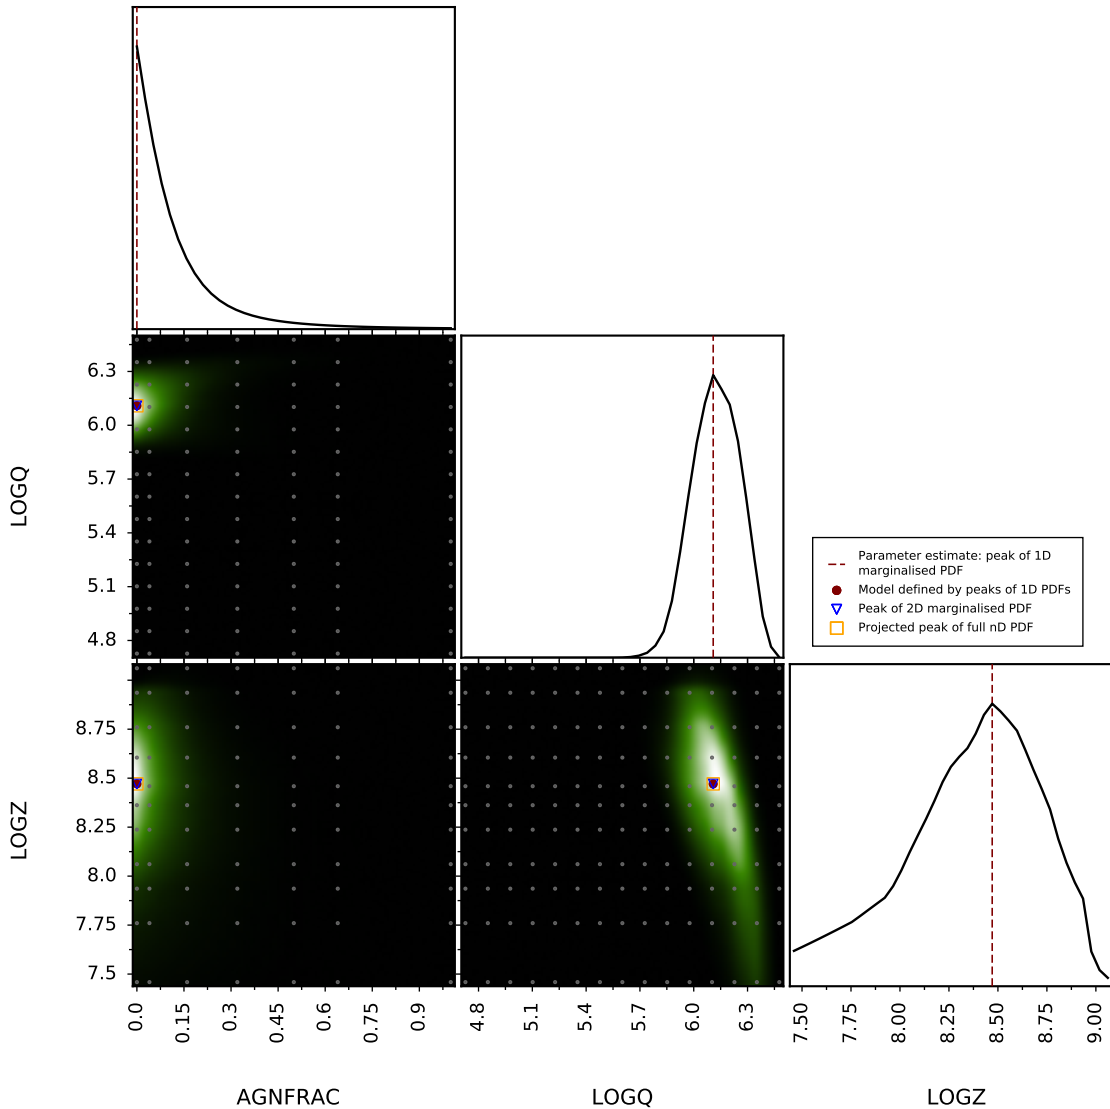 6.3
6.0
5.7
5.4
5.1
4.8
LOGQ
Parameter estimate: peak of 1D
marginalised PDF
Model defined by peaks of 1D PDFs
Peak of 2D marginalised PDF
Projected peak of full nD PDF
8.75
8.5
8.25
8.0
7.75
7.5
LOGZ
0.0 0.15 0.3 0.45 0.6 0.75 0.9
4.8 5.1 5.4 5.7 6.0 6.3
7.50 7.75 8.00 8.25 8.50 8.75 9.00
AGNFRAC LOGQ LOGZ